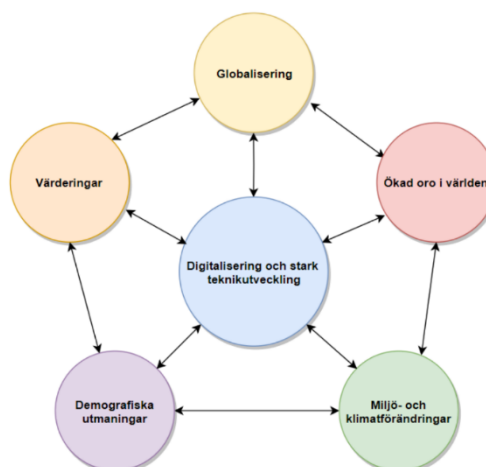 Globalisering
Värderingar
Ökad oro i världen
Digitalisering och stark
teknikutveckling
Demografiska
utmaningar
Miljö- och
klimatförändringar